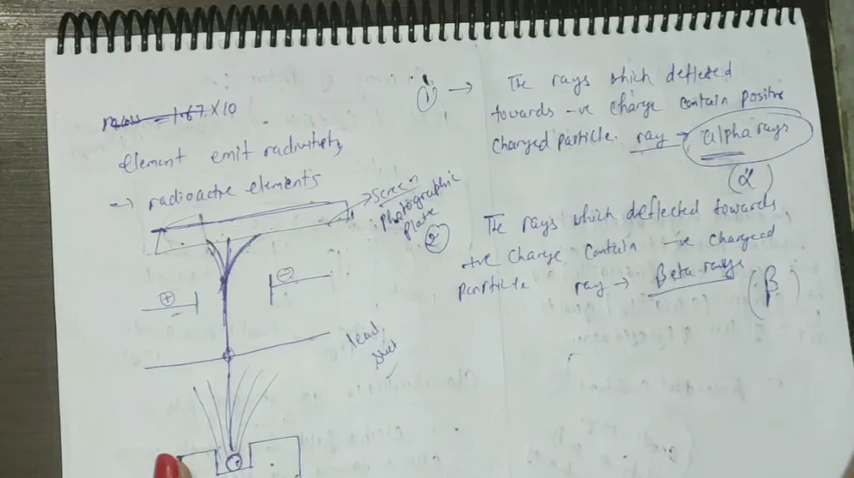 mass = 1.67 x 10
element emit radioactivity
→ radioactive elements
Screen
Photographic
Plate
+
-
lead
① → The rays which deflected
towards -ve charge contain positive
charged particle. ray → alpha rays
(α)
② The rays which deflected towards
+ve charge contain -ve charged
particle. ray → Beta rays (β)